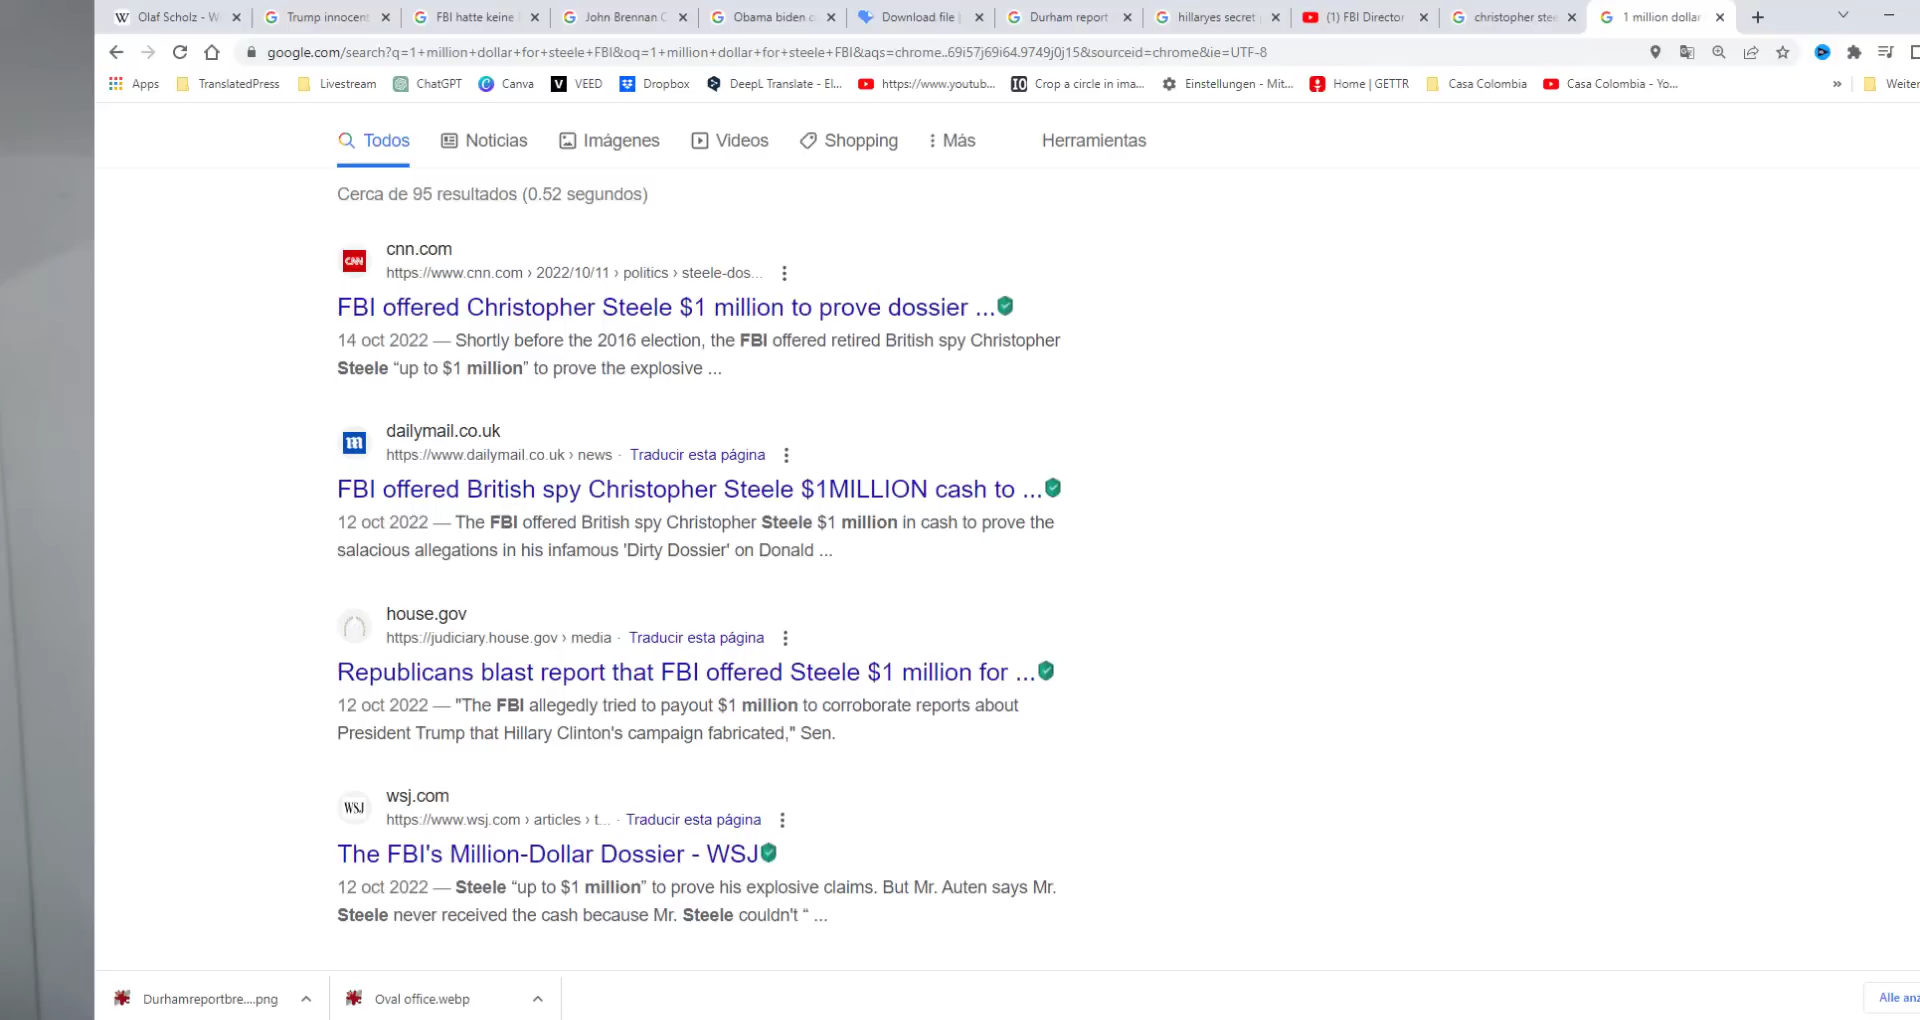 Olaf Scholz - W
Trump innocent
FBI hatte keine
John Brennan C
Obama biden c
Download file |
Durham report
hillaryes secret
(1) FBI Director
christopher stee
1 million dollar
google.com/search?q=1+million+dollar+for+steele+FBI&oq=1+million+dollar+for+steele+FBI&aqs=chrome..69i57j69i64.9749j0j15&sourceid=chrome&ie=UTF-8
Apps
TranslatedPress
Livestream
ChatGPT
Canva
VEED
Dropbox
DeepL Translate - El...
https://www.youtub...
Crop a circle in ima...
Einstellungen - Mit...
Home | GETTR
Casa Colombia
Casa Colombia - Yo...
»
Weiter
Todos
Noticias
Imágenes
Videos
Shopping
Más
Herramientas
Cerca de 95 resultados (0.52 segundos)
CNN
cnn.com
https://www.cnn.com › 2022/10/11 › politics › steele-dos...
FBI offered Christopher Steele $1 million to prove dossier ...
14 oct 2022 — Shortly before the 2016 election, the FBI offered retired British spy Christopher
Steele “up to $1 million” to prove the explosive ...
m
dailymail.co.uk
https://www.dailymail.co.uk › news · Traducir esta página
FBI offered British spy Christopher Steele $1MILLION cash to ...
12 oct 2022 — The FBI offered British spy Christopher Steele $1 million in cash to prove the
salacious allegations in his infamous 'Dirty Dossier' on Donald ...
house.gov
https://judiciary.house.gov › media · Traducir esta página
Republicans blast report that FBI offered Steele $1 million for ...
12 oct 2022 — "The FBI allegedly tried to payout $1 million to corroborate reports about
President Trump that Hillary Clinton's campaign fabricated," Sen.
WSJ
wsj.com
https://www.wsj.com › articles › t... · Traducir esta página
The FBI's Million-Dollar Dossier - WSJ
12 oct 2022 — Steele “up to $1 million” to prove his explosive claims. But Mr. Auten says Mr.
Steele never received the cash because Mr. Steele couldn't “ ...
Durhamreportbre....png
Oval office.webp
Alle anz